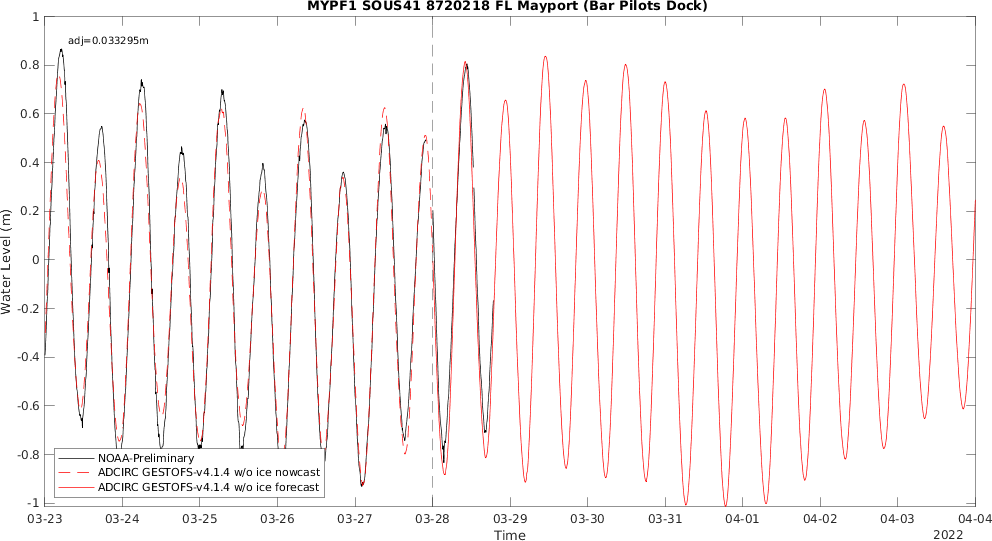 MYPF1 SOUS41 8720218 FL Mayport (Bar Pilots Dock)
adj=0.033295m
Water Level (m)
1
0.8
0.6
0.4
0.2
0
-0.2
-0.4
-0.6
-0.8
-1
NOAA-Preliminary
ADCIRC GESTOFS-v4.1.4 w/o ice nowcast
ADCIRC GESTOFS-v4.1.4 w/o ice forecast
03-23 03-24 03-25 03-26 03-27 03-28 03-29 03-30 03-31 04-01 04-02 04-03 04-04
Time
2022